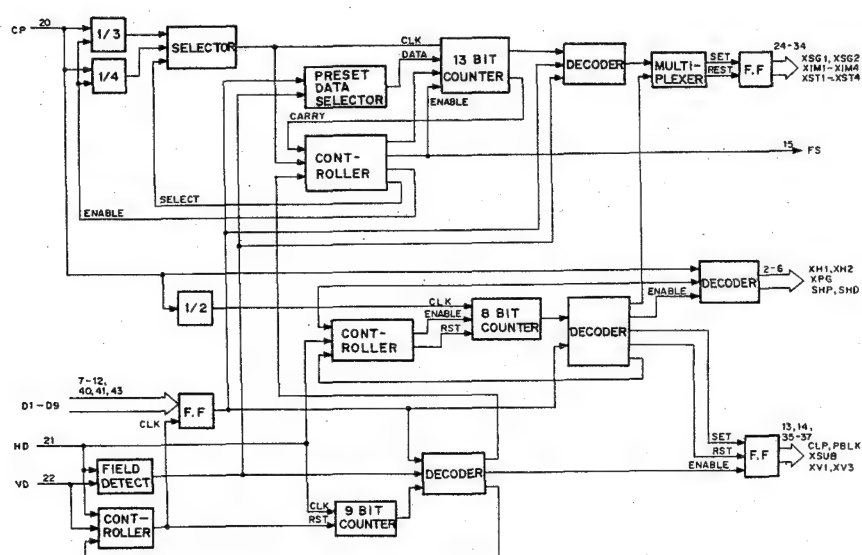 CP 20
1/3
1/4
SELECTOR
CLK
DATA
13 BIT
COUNTER
ENABLE
PRESET
DATA
SELECTOR
CARRY
CONT-
ROLLER
SELECT
ENABLE
DECODER
MULTI-
PLEXER
SET
REST
F.F
24-34
XSG1, XSG2
XIM1-XIM4
XST1-XST4
15 FS
1/2
CLK
ENABLE
RST
CONT-
ROLLER
8 BIT
COUNTER
DECODER
ENABLE
DECODER
2-6
XH1,XH2
XPG
SHP,SHD
7-12,
40,41,43
D1-D9
F.F
CLK
HD 21
VD 22
FIELD
DETECT
CONT-
ROLLER
CLK
RST
9 BIT
COUNTER
DECODER
SET
RST
ENABLE
F.F
13,14,
35-37
CLP,PBLK
XSUB
XV1,XV3